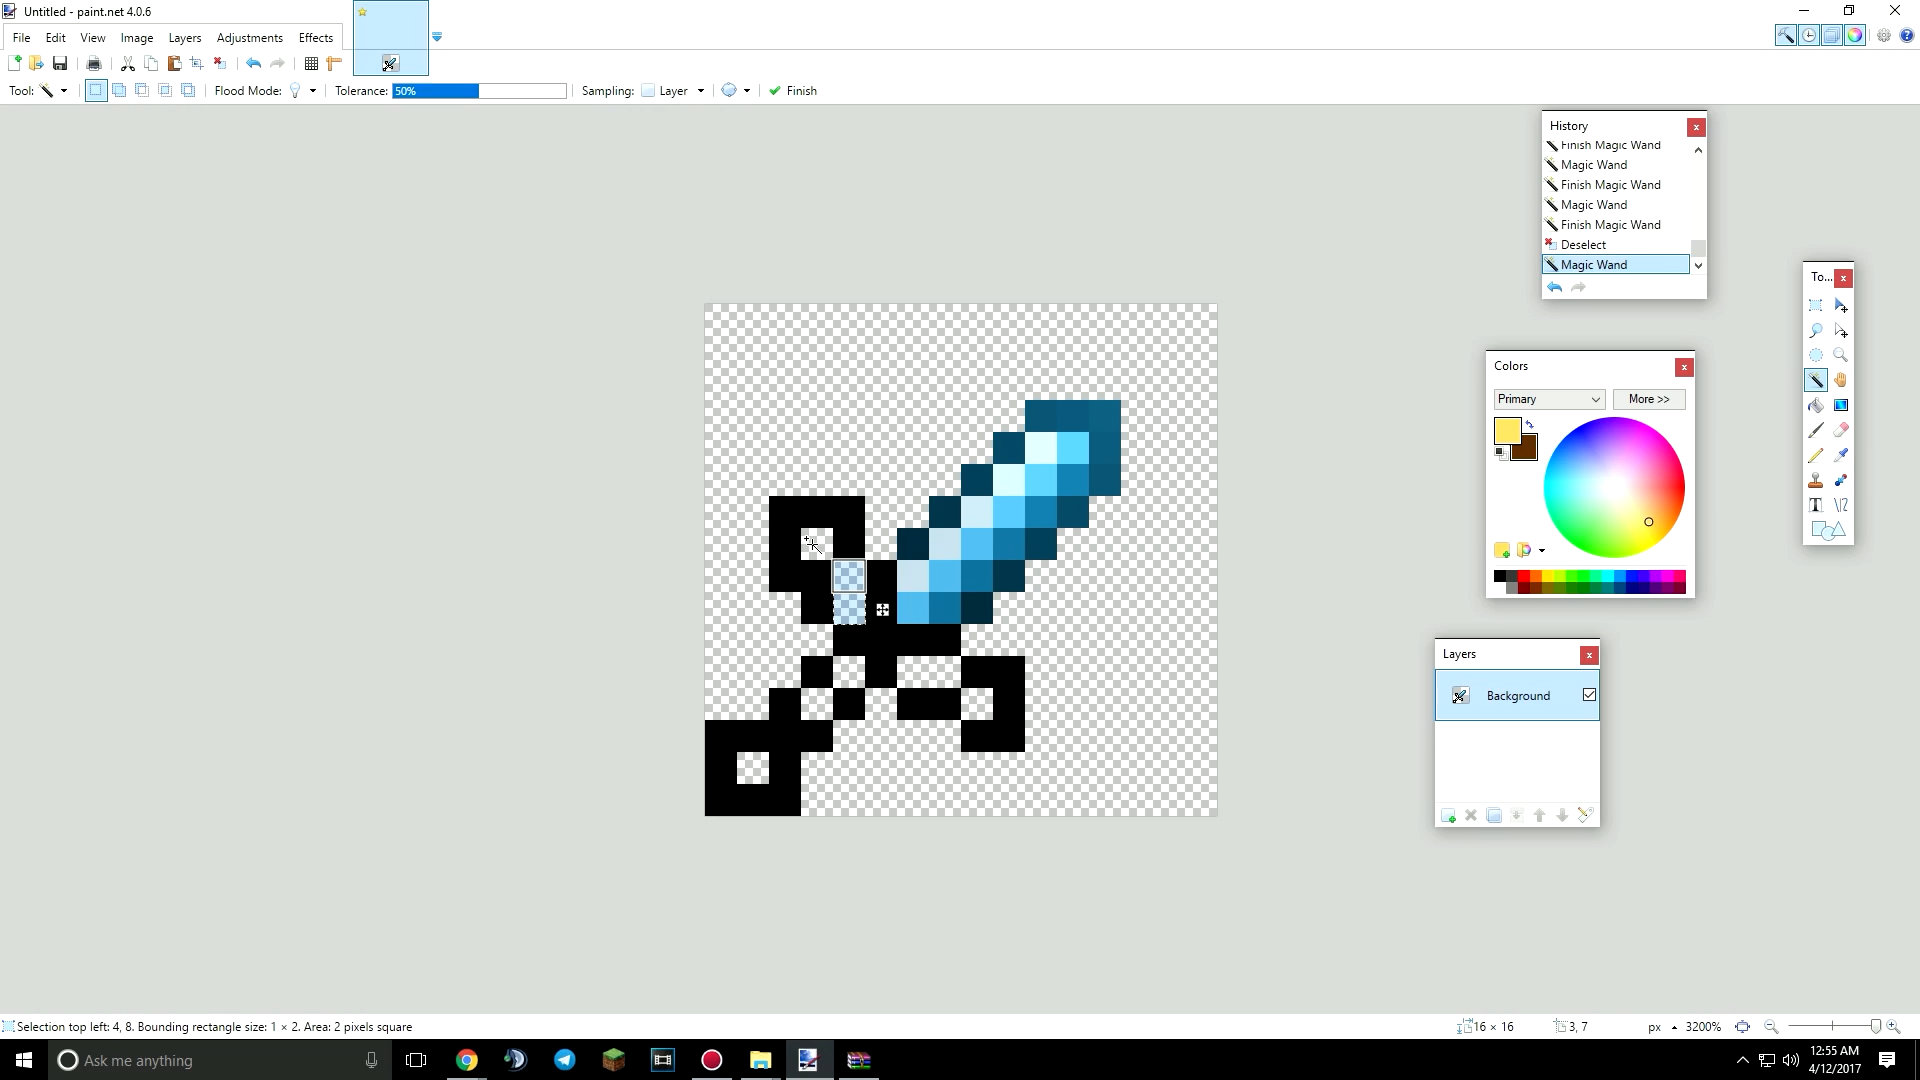 Untitled - paint.net 4.0.6
File Edit View Image Layers Adjustments Effects
Tool: Flood Mode: Tolerance: 50% Sampling: Layer Finish
History
Finish Magic Wand
Magic Wand
Finish Magic Wand
Magic Wand
Finish Magic Wand
Deselect
Magic Wand
To...
Colors
Primary More >>
Layers
Background
Selection top left: 4, 8. Bounding rectangle size: 1 × 2. Area: 2 pixels square 16 × 16 3, 7 px 3200%
Ask me anything
12:55 AM
4/12/2017